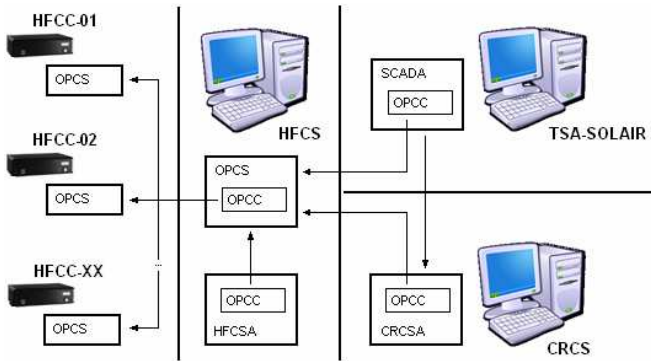 HFCC-01
OPCS
HFCC-02
OPCS
HFCC-XX
OPCS
...
HFCS
OPCS
OPCC
OPCC
HFCSA
SCADA
OPCC
TSA-SOLAIR
OPCC
CRCSA
CRCS